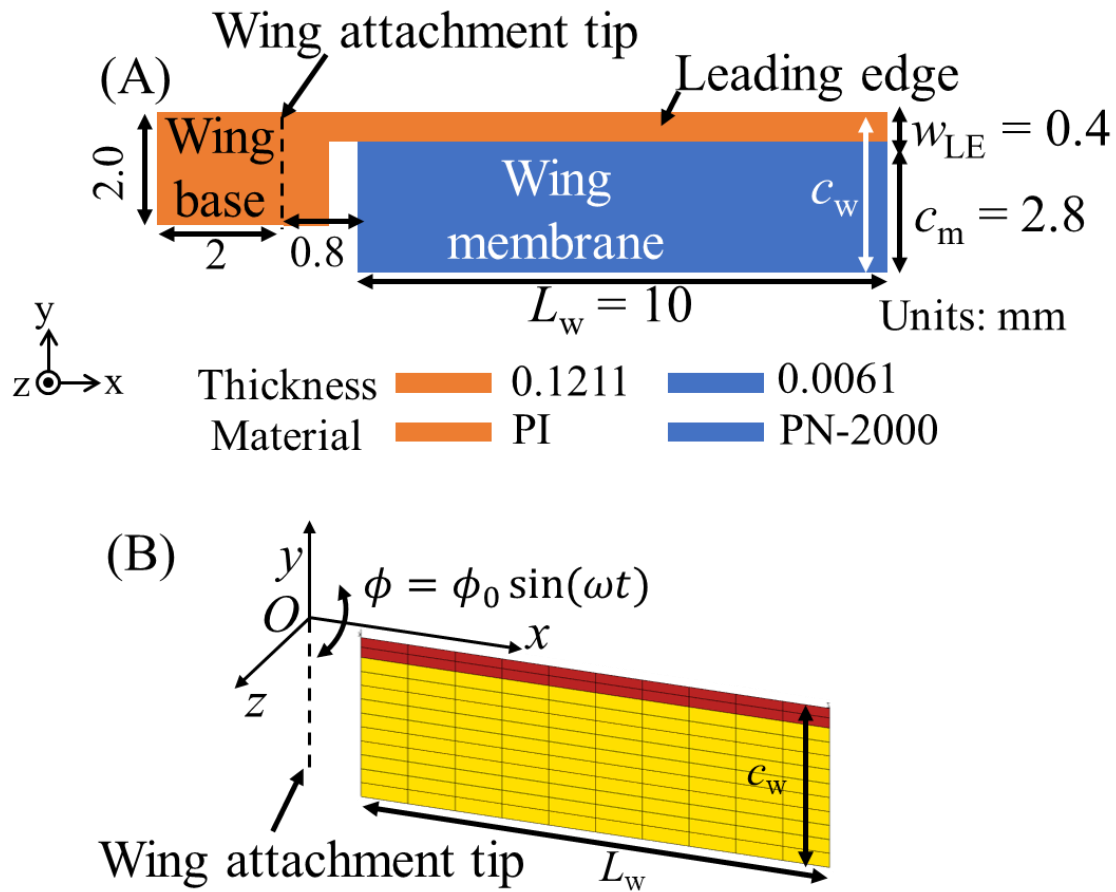 Wing attachment tip
(A)
Leading edge
Wing
base
2.0
2
0.8
Wing
membrane
c_w
w_LE = 0.4
c_m = 2.8
L_w = 10
Units: mm
y
z x
Thickness 0.1211 0.0061
Material PI PN-2000
(B)
y
ϕ = ϕ₀ sin(ωt)
O
x
z
c_w
Wing attachment tip
L_w